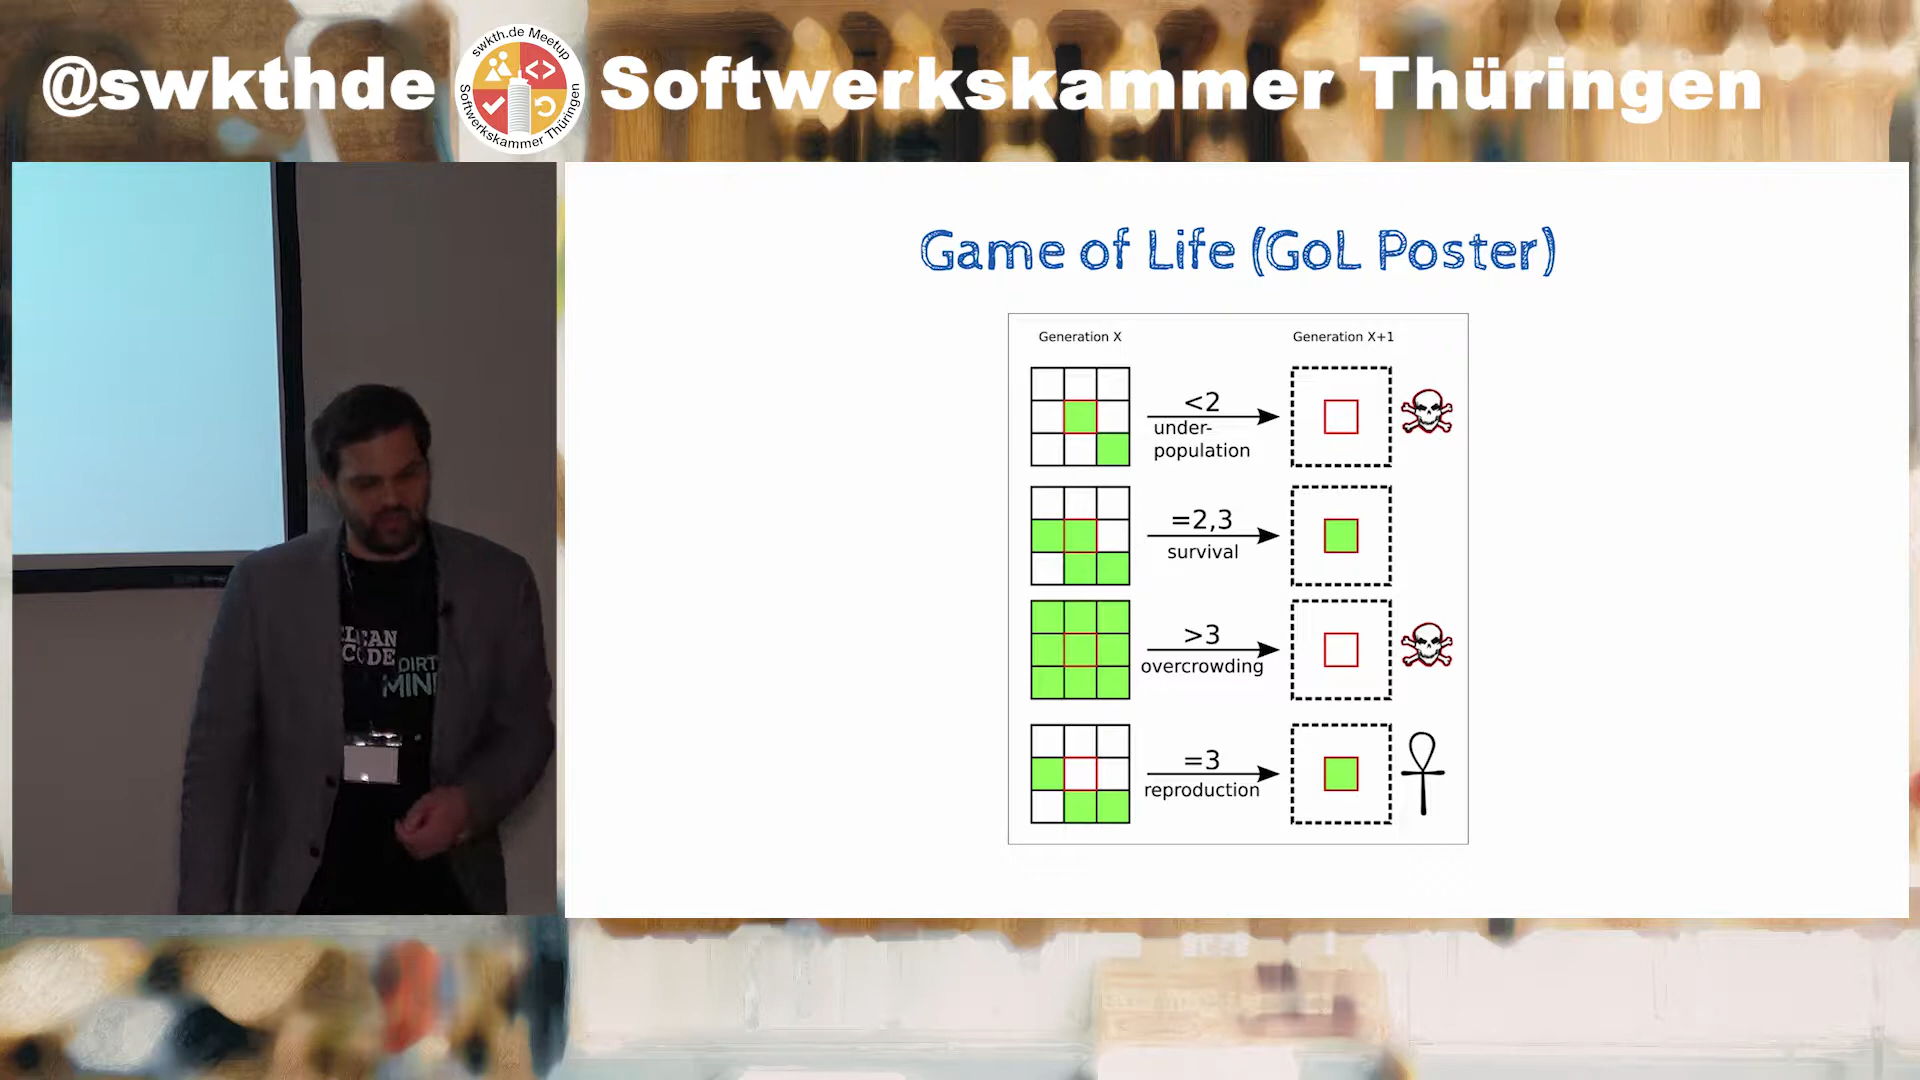 @swkthde
swkth.de Meetup
Softwerkskammer Thüringen
Softwerkskammer Thüringen
CODE
Game of Life (GoL Poster)
Generation X
Generation X+1
<2
under-
population
=2,3
survival
>3
overcrowding
=3
reproduction